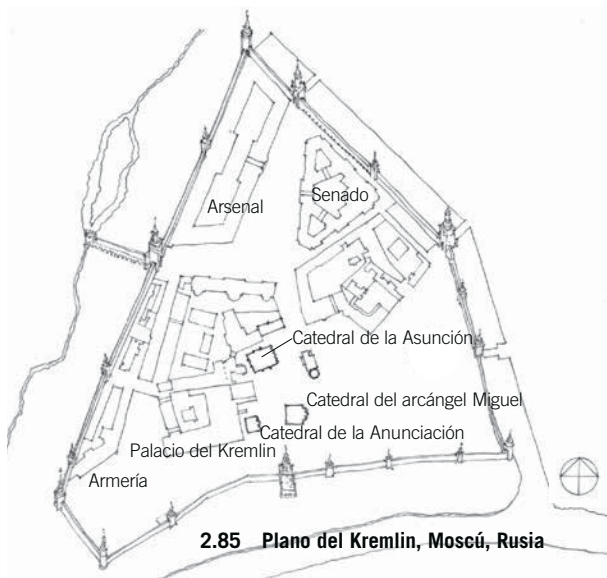 Arsenal
Senado
Catedral de la Asunción
Catedral del arcángel Miguel
Catedral de la Anunciación
Palacio del Kremlin
Armería
2.85 Plano del Kremlin, Moscú, Rusia